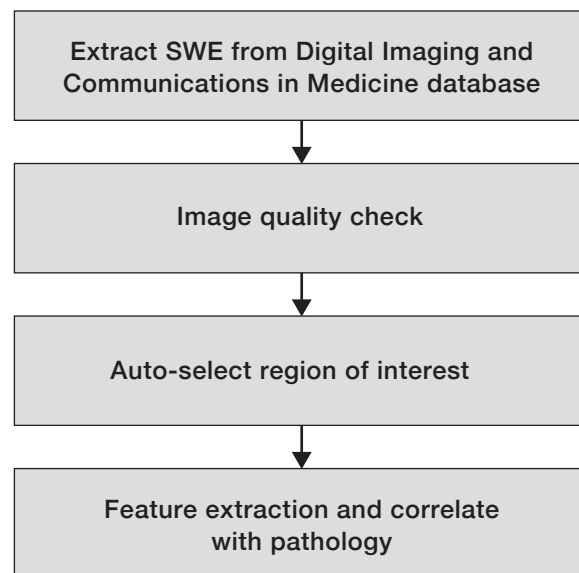 Extract SWE from Digital Imaging and
Communications in Medicine database
Image quality check
Auto-select region of interest
Feature extraction and correlate
with pathology